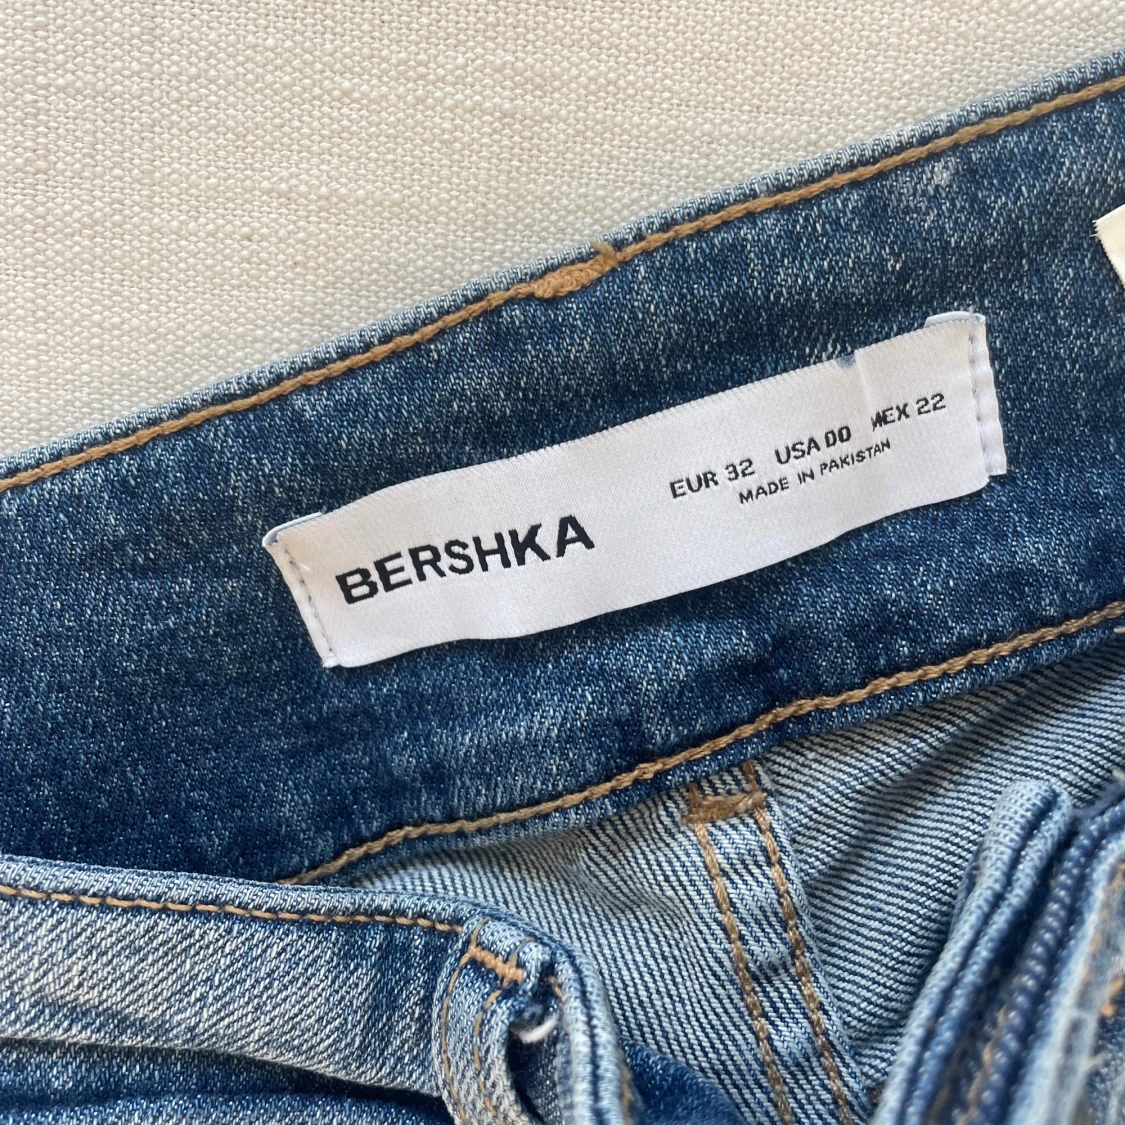 BERSHKA
EUR 32 USA 00 MEX 22
MADE IN PAKISTAN